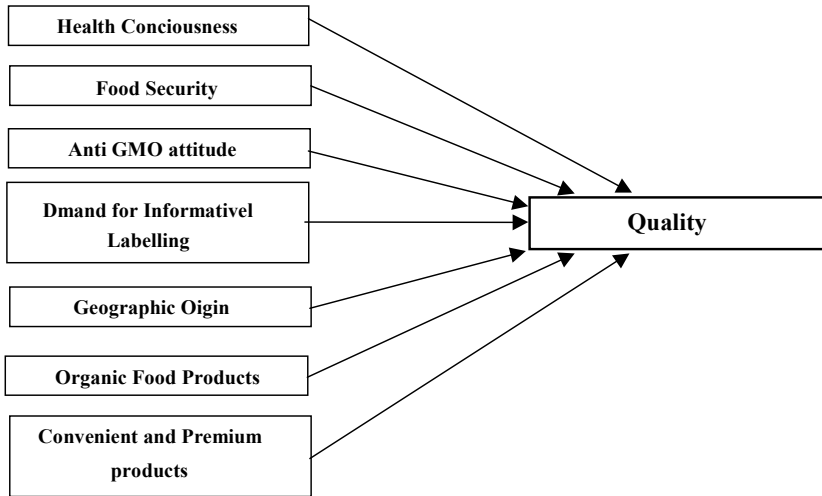 Health Conciousness
Food Security
Anti GMO attitude
Dmand for Informativel
Labelling
Quality
Geographic Oigin
Organic Food Products
Convenient and Premium
products